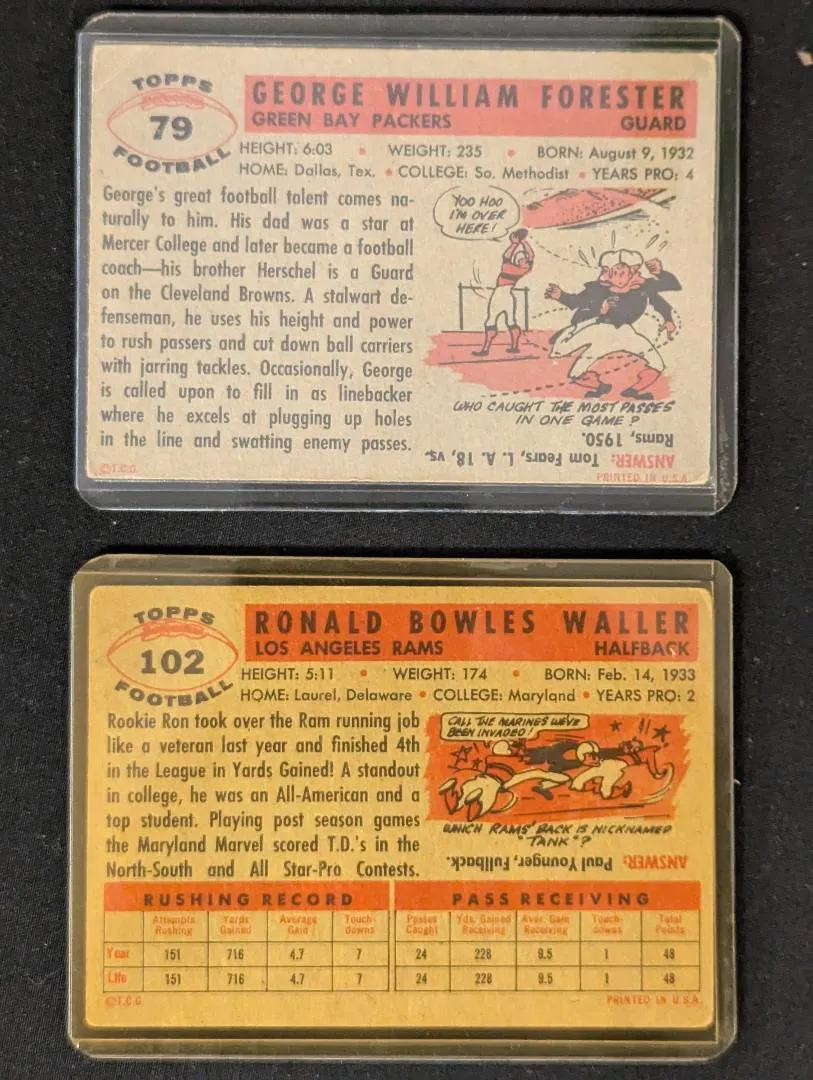 TOPPS
79
FOOTBALL
GEORGE WILLIAM FORESTER
GREEN BAY PACKERS GUARD
HEIGHT: 6:03 • WEIGHT: 235 • BORN: August 9, 1932
HOME: Dallas, Tex. • COLLEGE: So. Methodist • YEARS PRO: 4
George's great football talent comes na-
turally to him. His dad was a star at
Mercer College and later became a football
coach—his brother Herschel is a Guard
on the Cleveland Browns. A stalwart de-
fenseman, he uses his height and power
to rush passers and cut down ball carriers
with jarring tackles. Occasionally, George
is called upon to fill in as linebacker
where he excels at plugging up holes
in the line and swatting enemy passes.
YOO HOO
I'M OVER
HERE!
WHO CAUGHT THE MOST PASSES
IN ONE GAME?
ANSWER: Tom Fears, L. A. 18, vs.
Rams, 1950.
©T.C.G.
PRINTED IN U.S.A.
TOPPS
102
FOOTBALL
RONALD BOWLES WALLER
LOS ANGELES RAMS HALFBACK
HEIGHT: 5:11 • WEIGHT: 174 • BORN: Feb. 14, 1933
HOME: Laurel, Delaware • COLLEGE: Maryland • YEARS PRO: 2
Rookie Ron took over the Ram running job
like a veteran last year and finished 4th
in the League in Yards Gained! A standout
in college, he was an All-American and a
top student. Playing post season games
the Maryland Marvel scored T.D.'s in the
North-South and All Star-Pro Contests.
CALL THE MARINES WE'VE
BEEN INVADED!
WHICH RAMS' BACK IS NICKNAMED
"TANK"?
ANSWER: Paul Younger, Fullback.
RUSHING RECORD PASS RECEIVING
Attempts Rushing Yards Gained Average Gain Touch-downs Passes Caught Yds. Gained Receiving Aver. Gain Receiving Touch-downs Total Points
Year 151 716 4.7 7 24 228 9.5 1 48
Life 151 716 4.7 7 24 228 9.5 1 48
©T.C.G. PRINTED IN U.S.A.